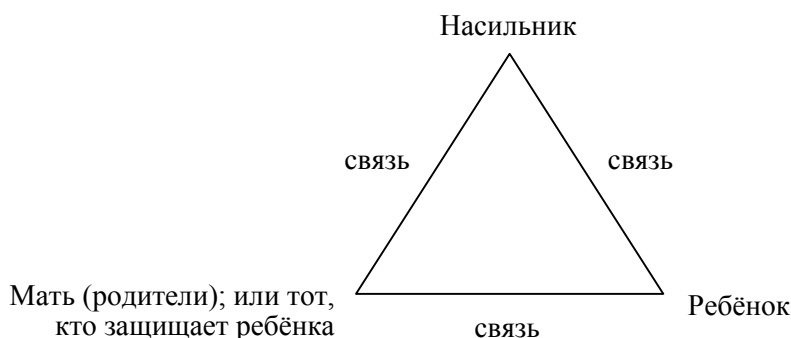 Насильник
связь
связь
Мать (родители); или тот,
кто защищает ребёнка
Ребёнок
связь